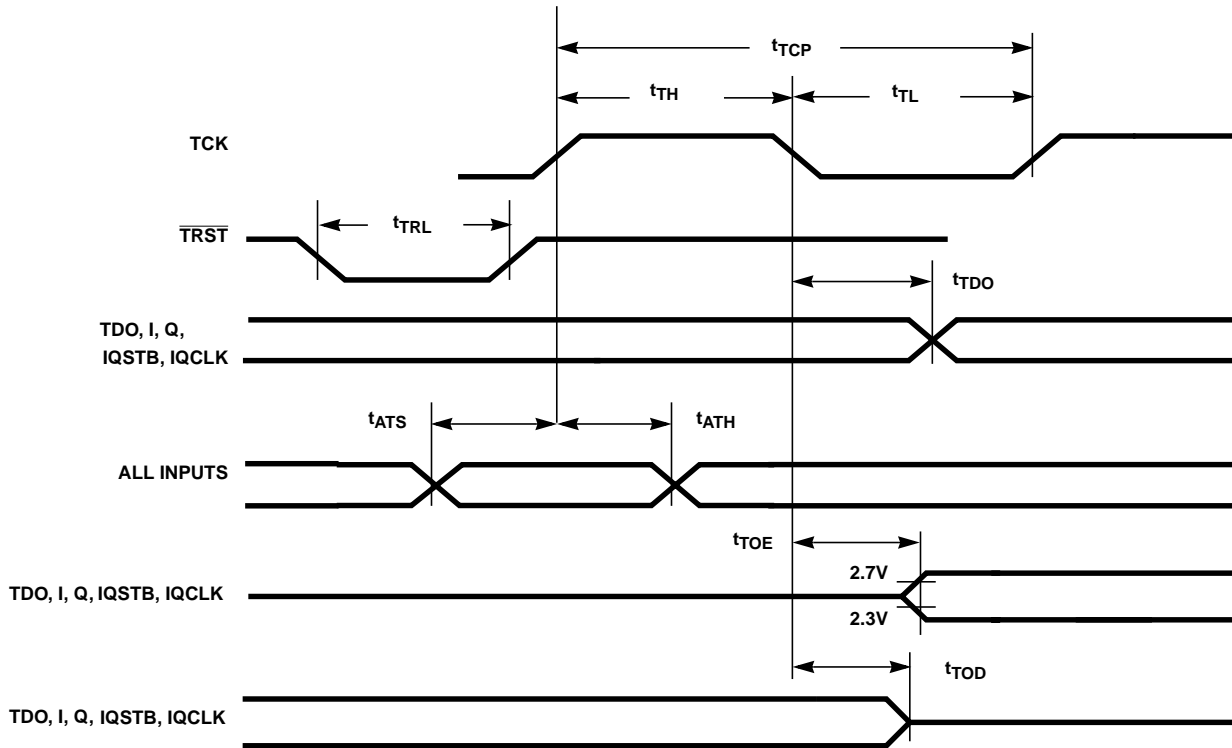 tTCP
tTH
tTL
TCK
tTRL
TRST
tTDO
TDO, I, Q,
IQSTB, IQCLK
tATS
tATH
ALL INPUTS
tTOE
2.7V
TDO, I, Q, IQSTB, IQCLK
2.3V
tTOD
TDO, I, Q, IQSTB, IQCLK